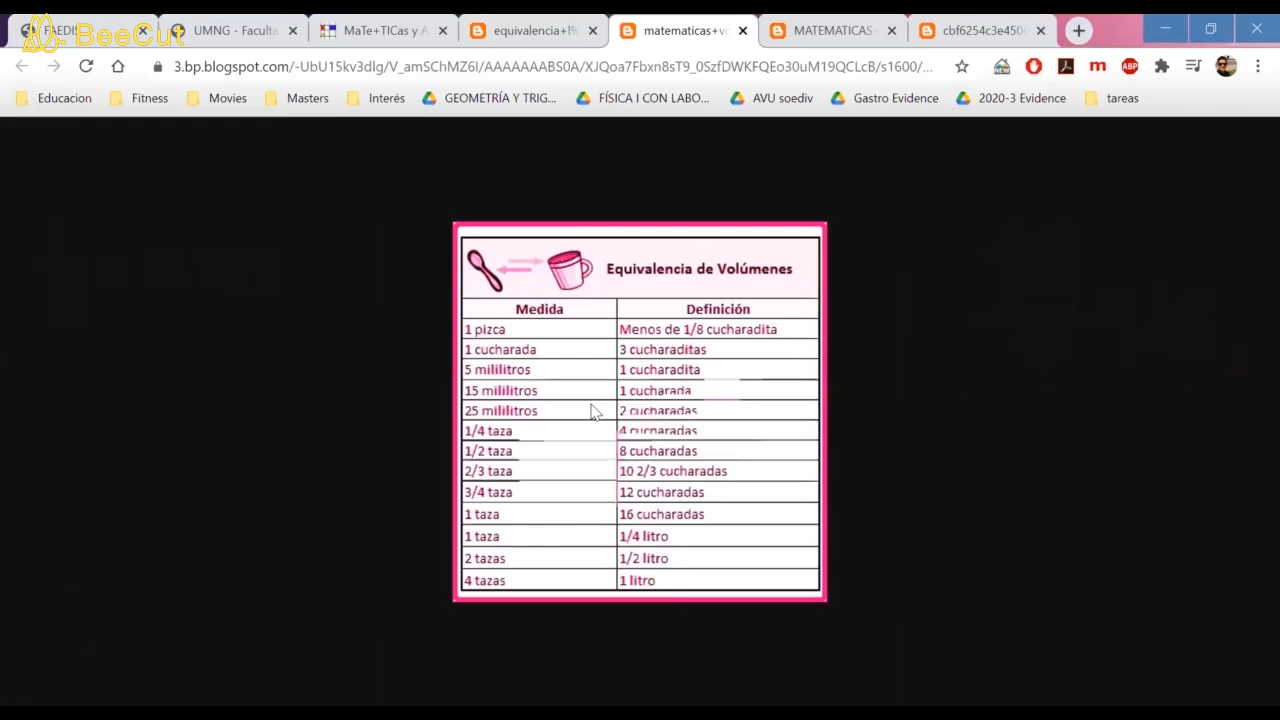 FAEDIS
BeeCut
UMNG - Faculta
MaTe+TICas y A
equivalencia+l
matematicas+vo
MATEMATICAS
cbf6254c3e450
3.bp.blogspot.com/-UbU15kv3dlg/V_amSChMZ6I/AAAAAAABS0A/XJQoa7Fbxn8sT9_0SzfDWKFQEo30uM19QCLcB/s1600/...
NEW
m
ABP
Educacion
Fitness
Movies
Masters
Interés
GEOMETRÍA Y TRIG...
FÍSICA I CON LABO...
AVU soediv
Gastro Evidence
2020-3 Evidence
tareas
Equivalencia de Volúmenes
Medida Definición
1 pizca Menos de 1/8 cucharadita
1 cucharada 3 cucharaditas
5 mililitros 1 cucharadita
15 mililitros 1 cucharada
25 mililitros 2 cucharadas
1/4 taza 4 cucharadas
1/2 taza 8 cucharadas
2/3 taza 10 2/3 cucharadas
3/4 taza 12 cucharadas
1 taza 16 cucharadas
1 taza 1/4 litro
2 tazas 1/2 litro
4 tazas 1 litro